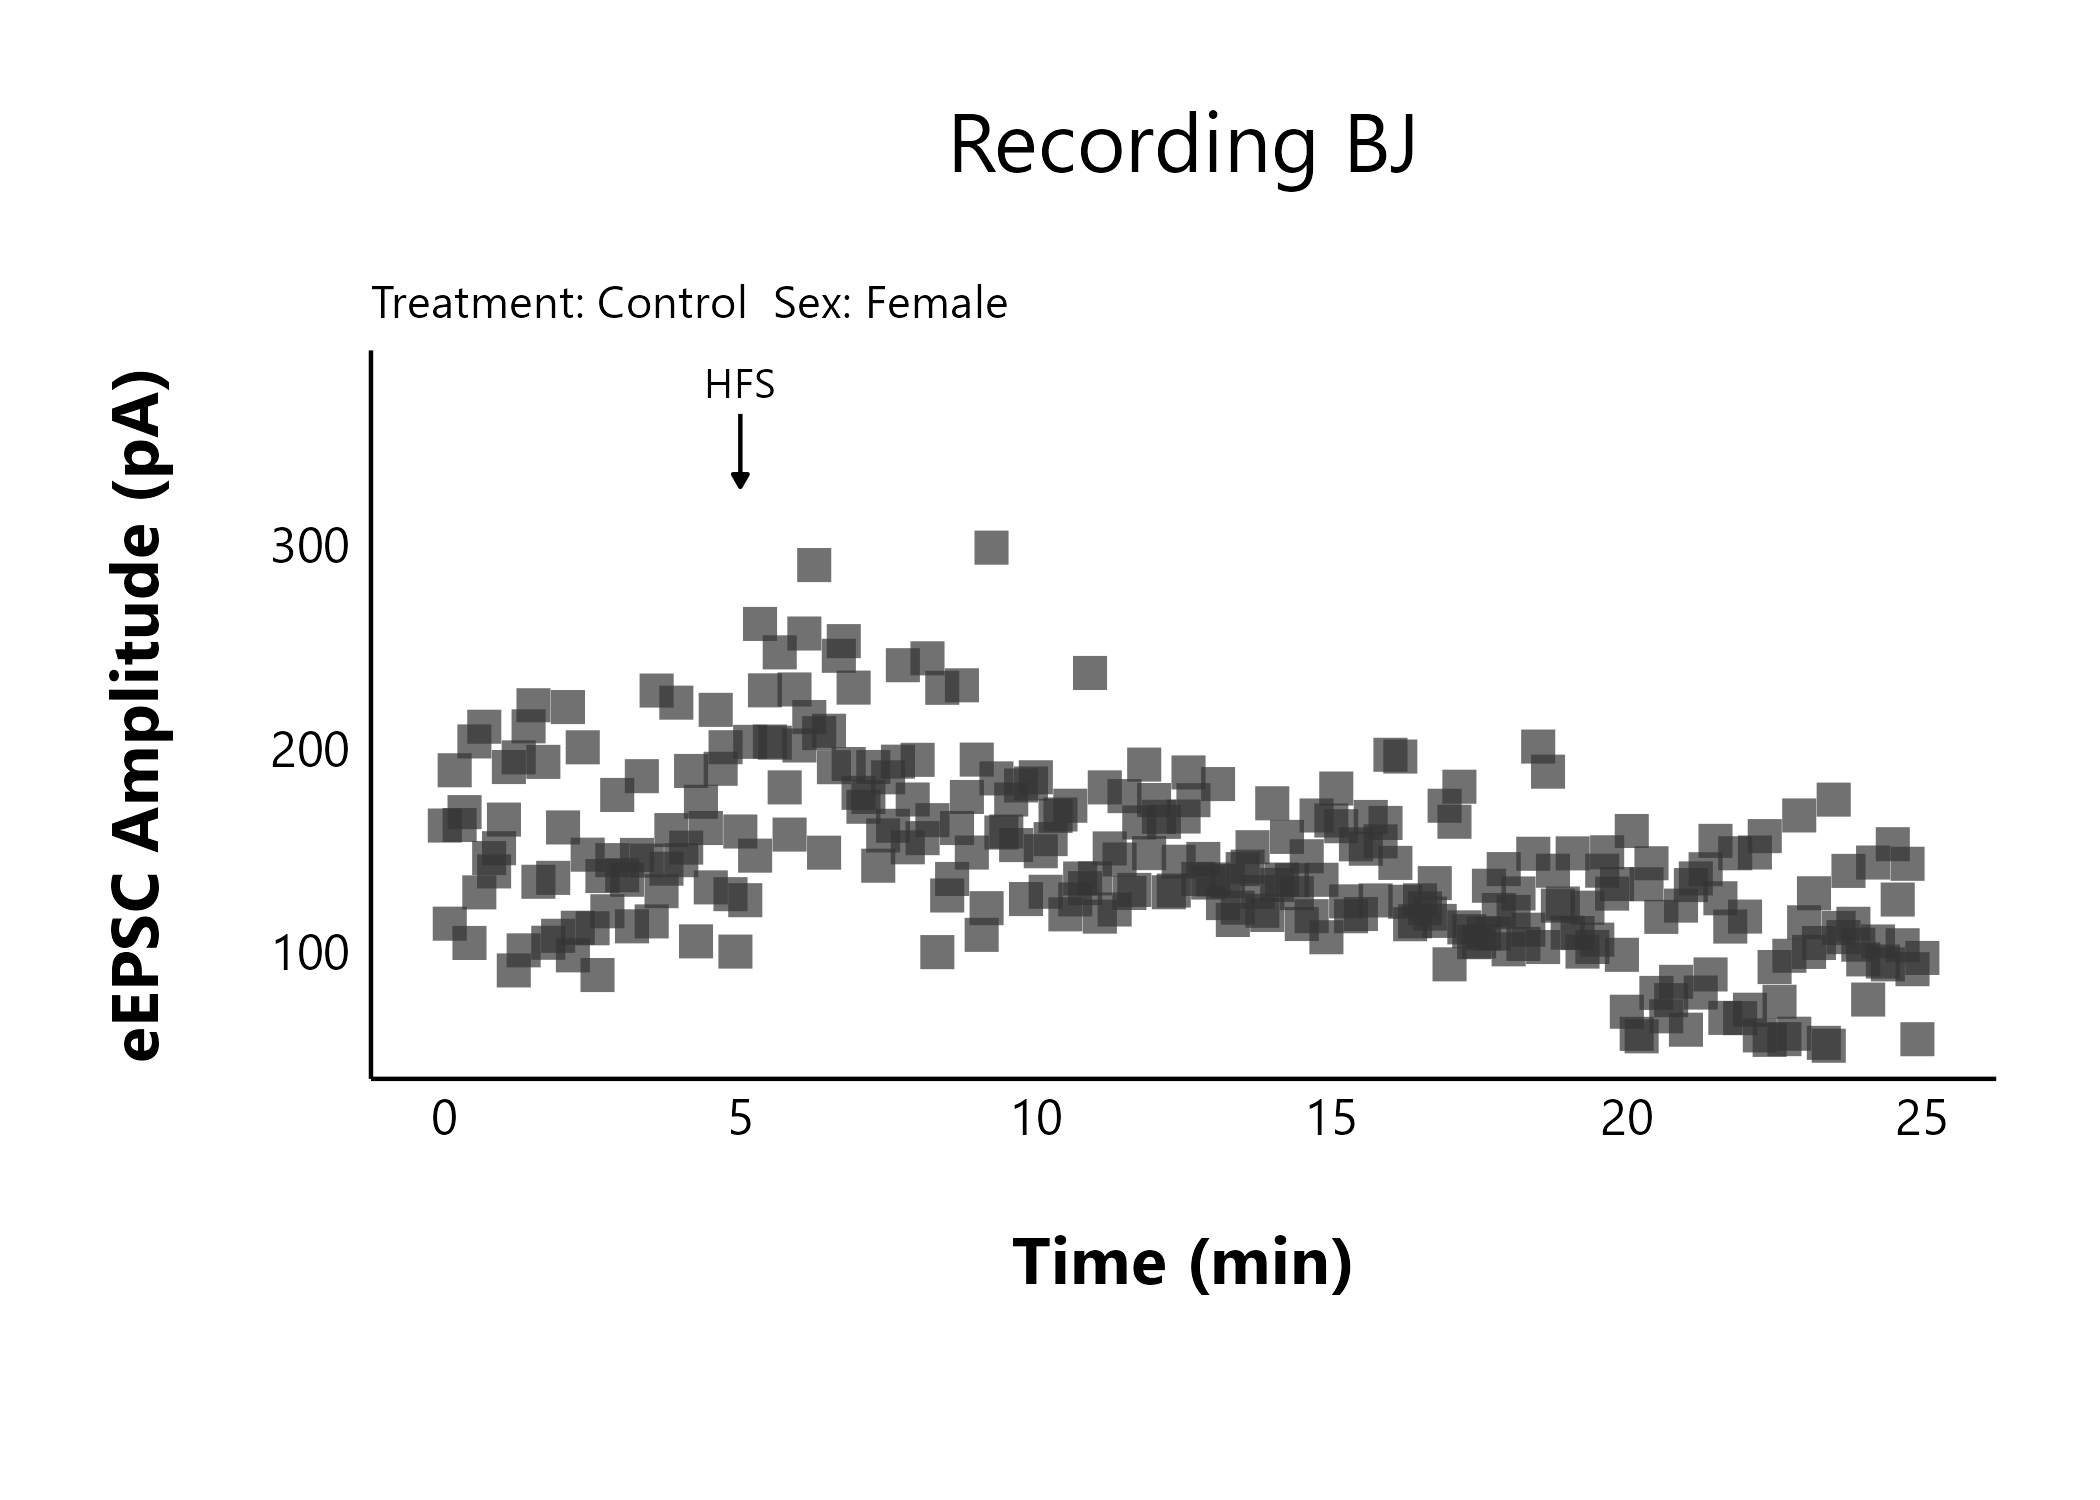 Recording BJ
Treatment: Control  Sex: Female
HFS
eEPSC Amplitude (pA)
300
200
100
0 5 10 15 20 25
Time (min)